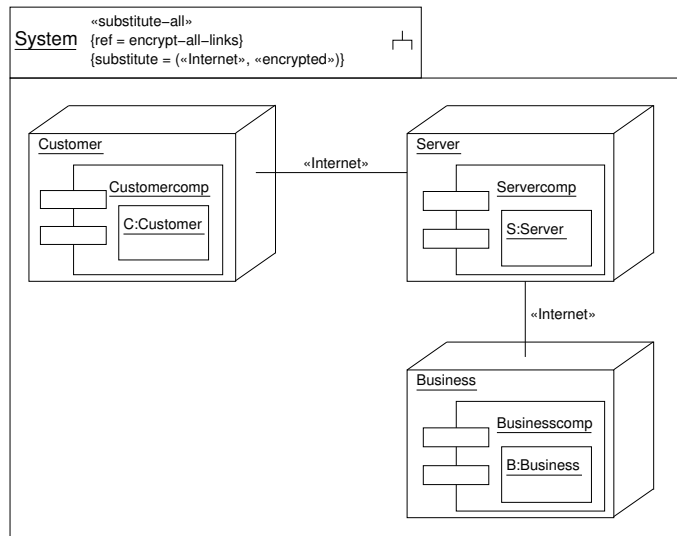 «substitute−all»
System {ref = encrypt−all−links}
{substitute = («Internet», «encrypted»)}
Customer
Customercomp
C:Customer
«Internet»
Server
Servercomp
S:Server
«Internet»
Business
Businesscomp
B:Business